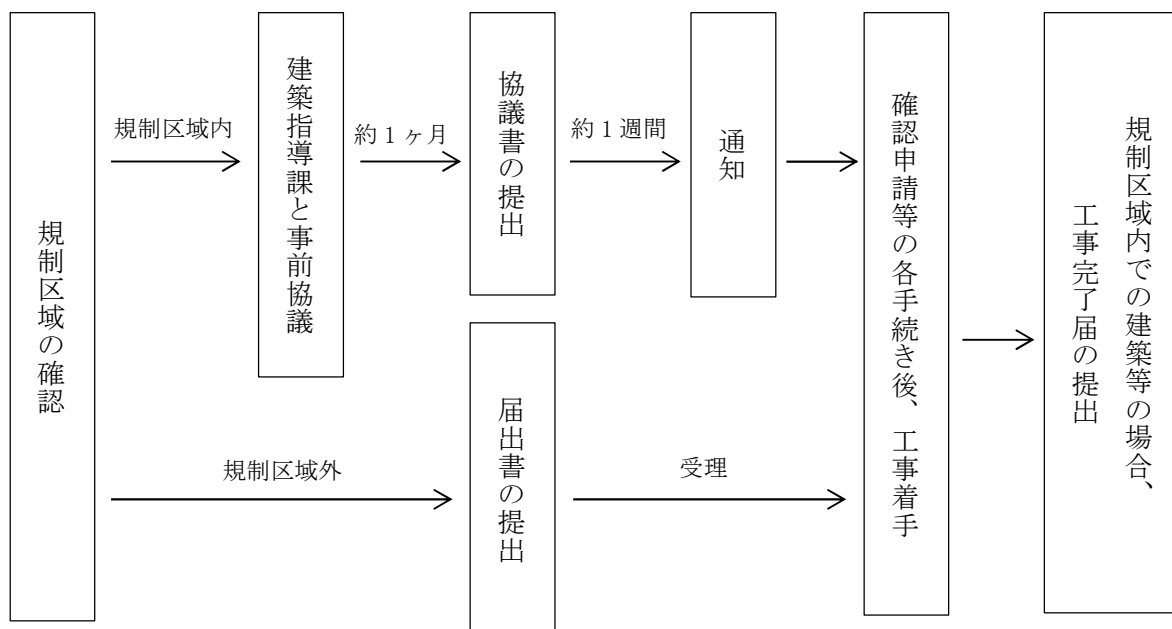 規制区域の確認
規制区域内
建築指導課と事前協議
約１ヶ月
協議書の提出
約１週間
通知
規制区域外
届出書の提出
受理
確認申請等の各手続き後、工事着手
規制区域内での建築等の場合、
工事完了届の提出